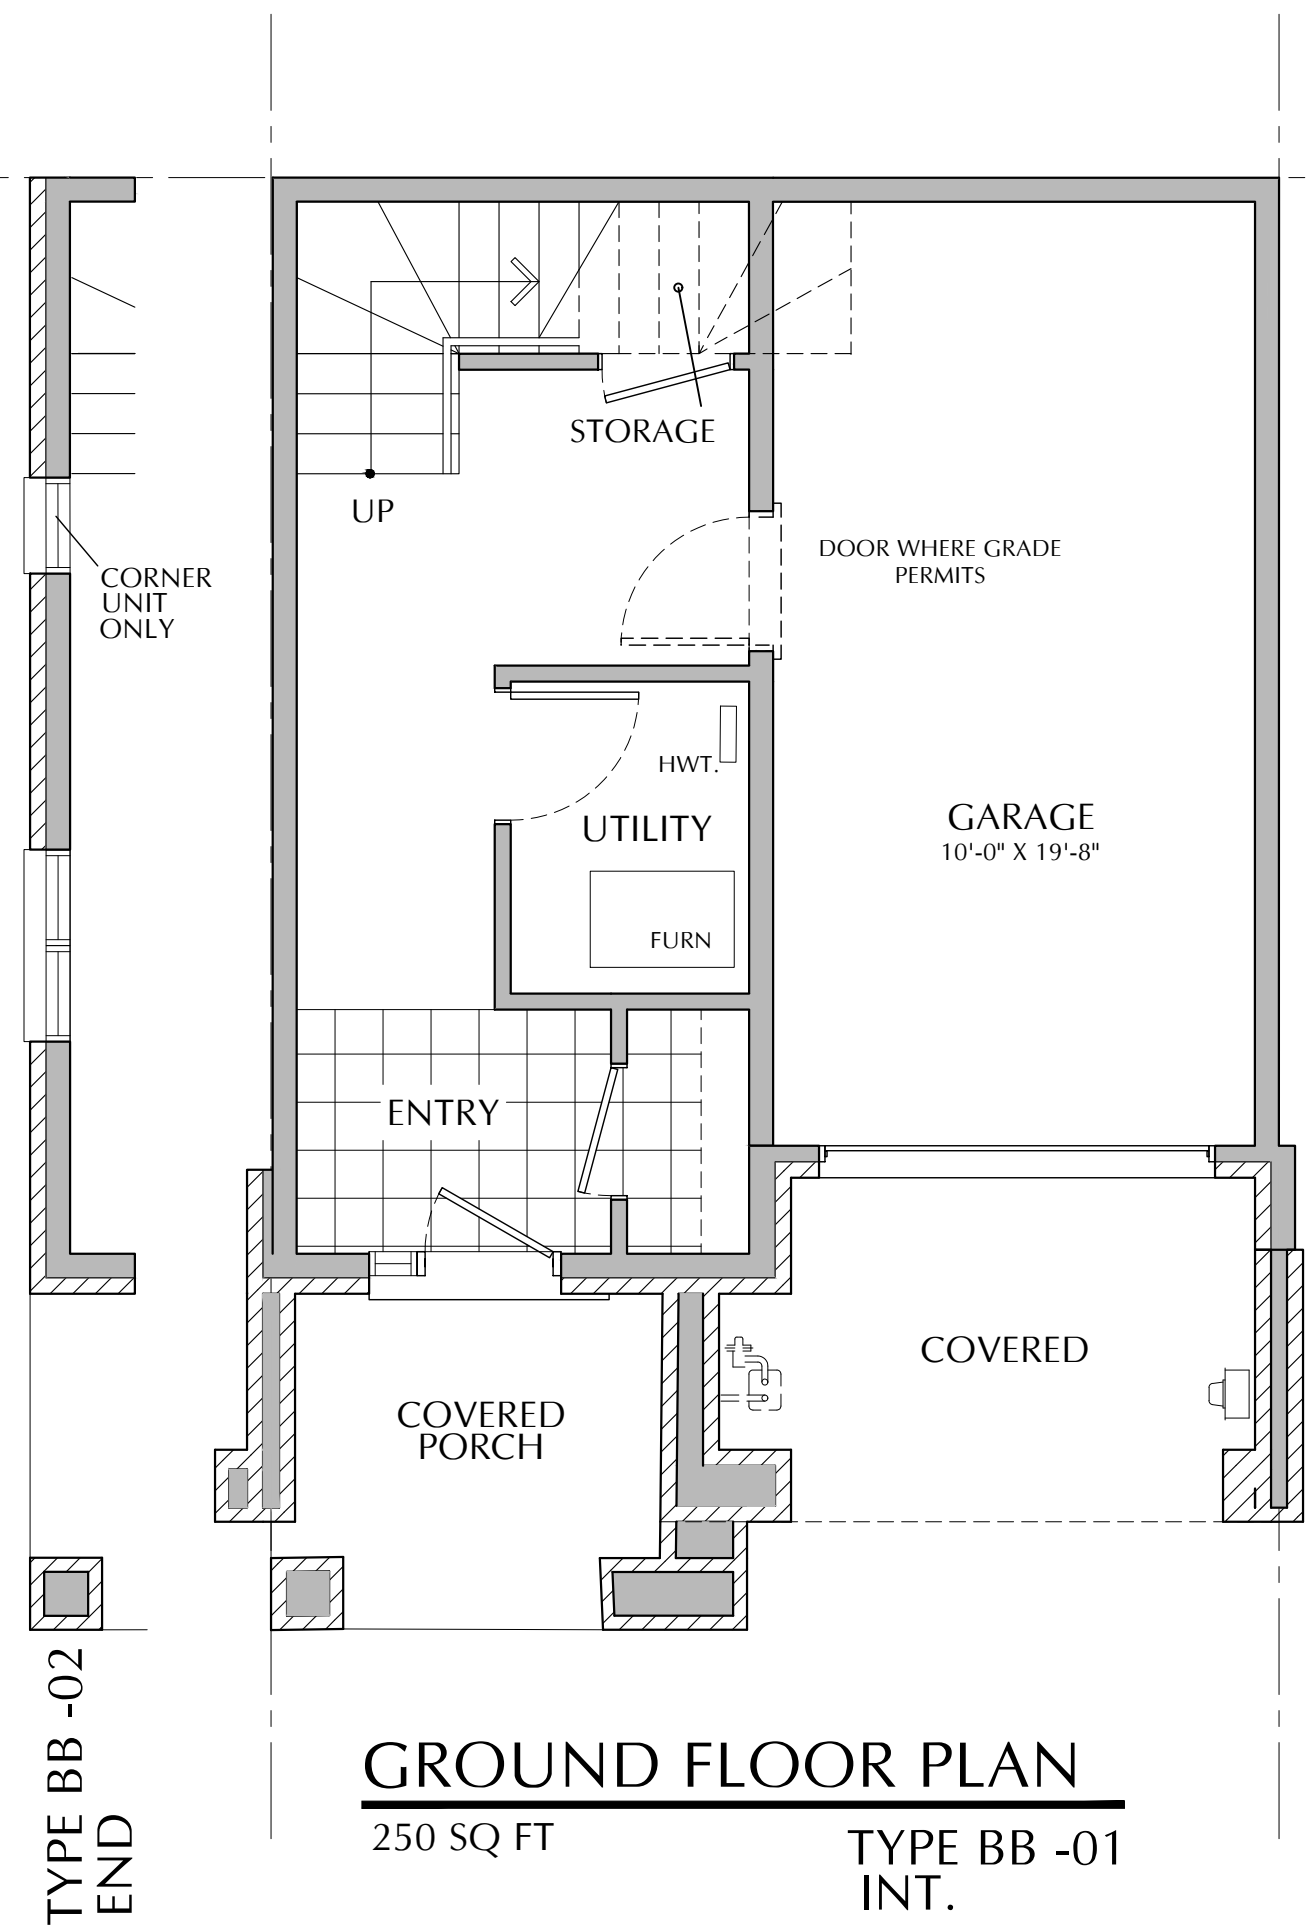 STORAGE
UP
DOOR WHERE GRADE
PERMITS
CORNER
UNIT
ONLY
HWT.
UTILITY
GARAGE
10'-0" X 19'-8"
FURN
ENTRY
COVERED
COVERED
PORCH
TYPE BB -02
END
GROUND FLOOR PLAN
250 SQ FT
TYPE BB -01
INT.